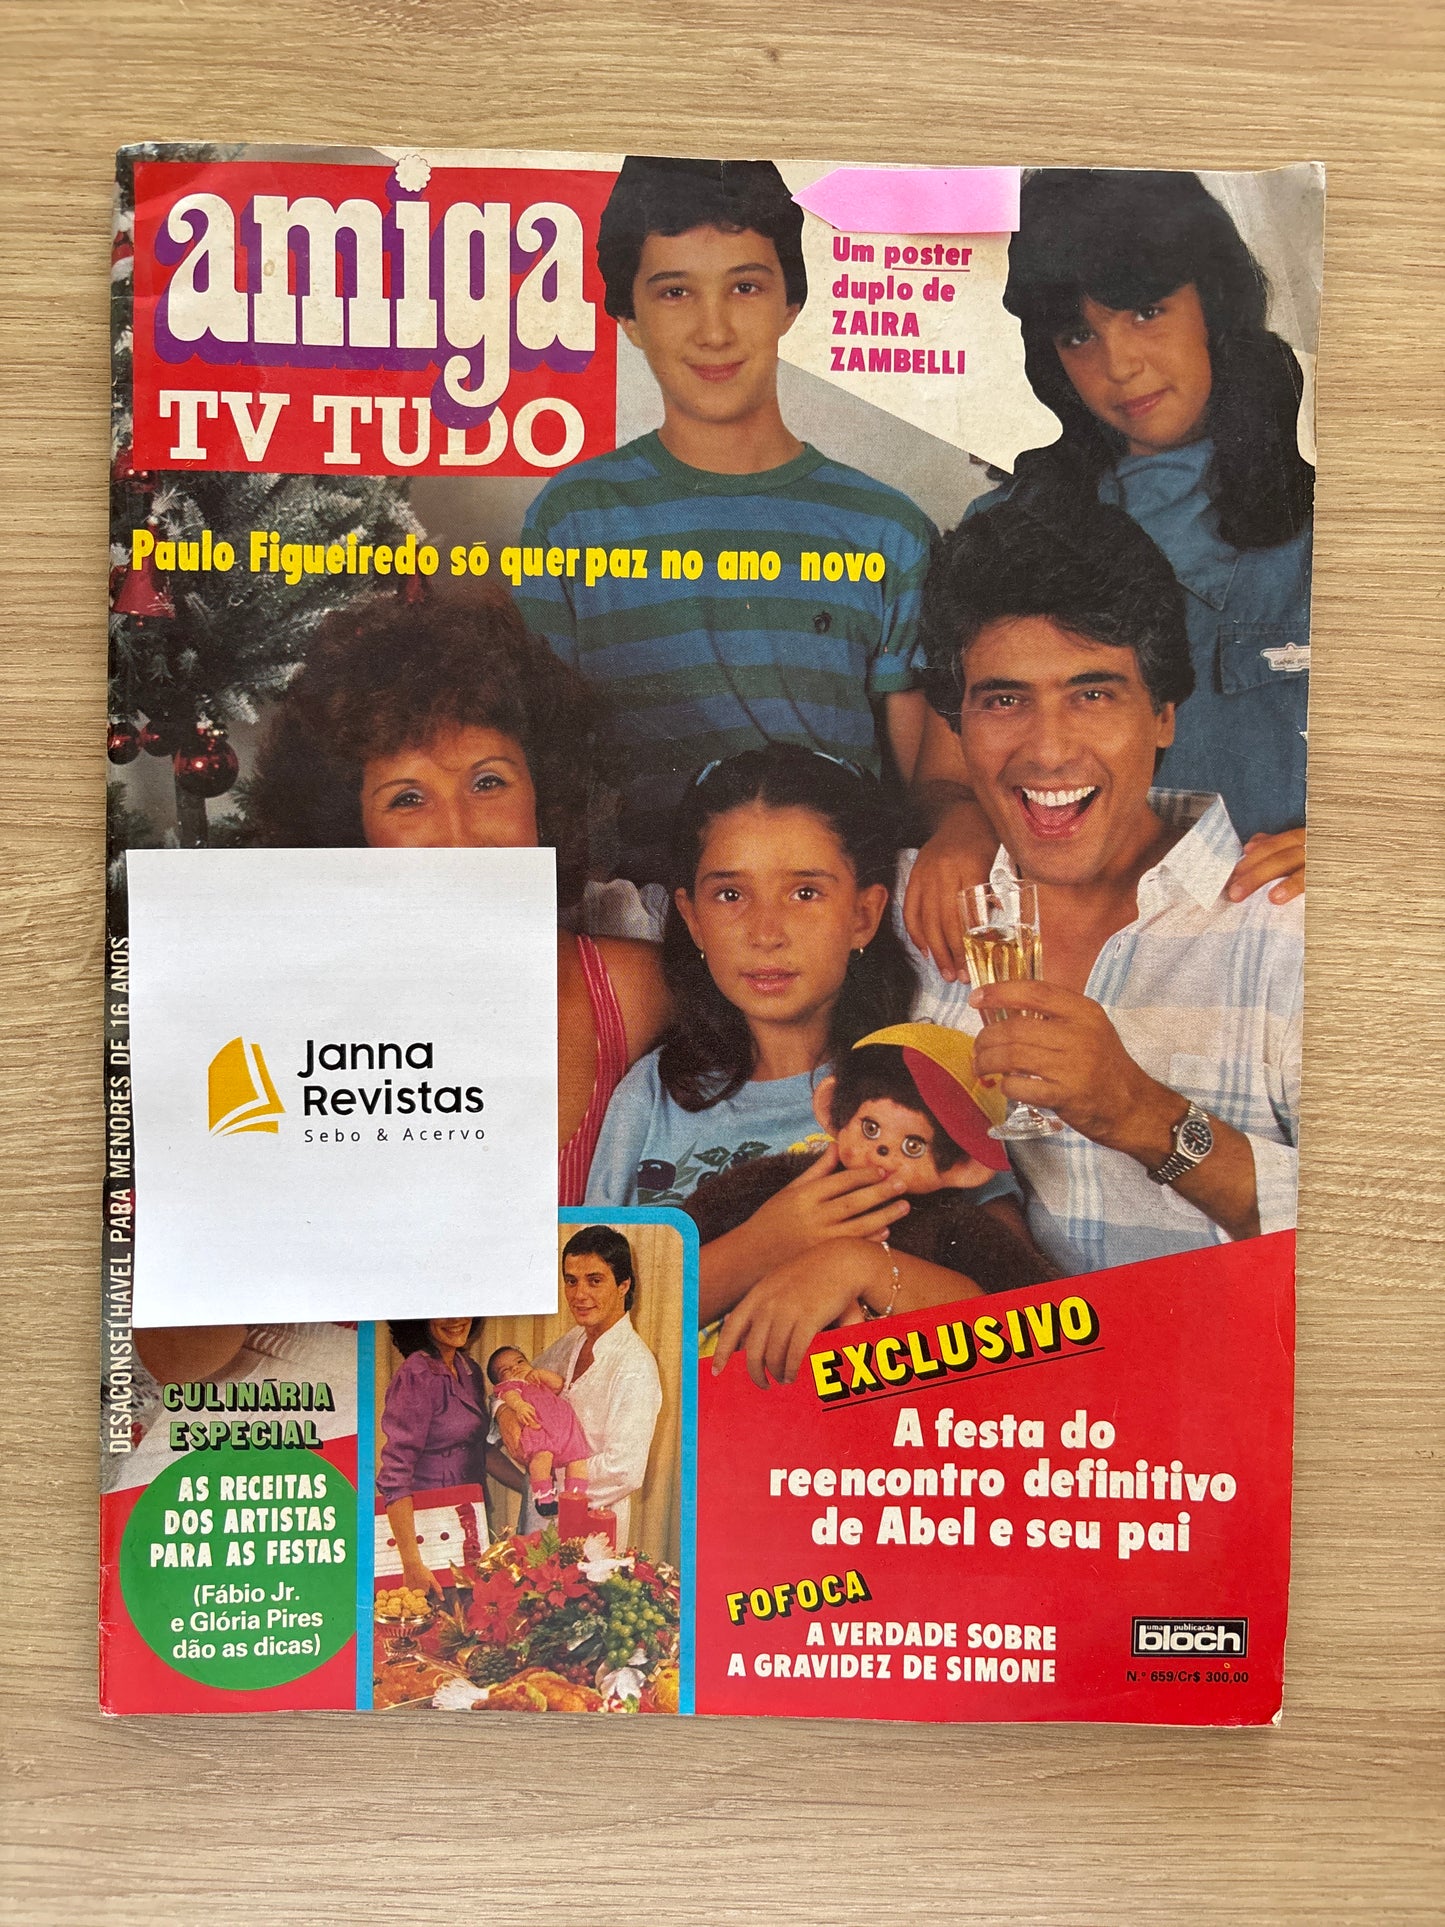 amiga
TV TUDO
Um poster
duplo de
ZAIRA
ZAMBELLI
Paulo Figueiredo só quer paz no ano novo
DESACONSELHÁVEL PARA MENORES DE 16 ANOS
Janna
Revistas
Sebo & Acervo
CULINÁRIA
ESPECIAL
AS RECEITAS
DOS ARTISTAS
PARA AS FESTAS
(Fábio Jr.
e Glória Pires
dão as dicas)
EXCLUSIVO
A festa do
reencontro definitivo
de Abel e seu pai
FOFOCA
A VERDADE SOBRE
A GRAVIDEZ DE SIMONE
uma publicação
bloch
N.º 659/Cr$ 300,00